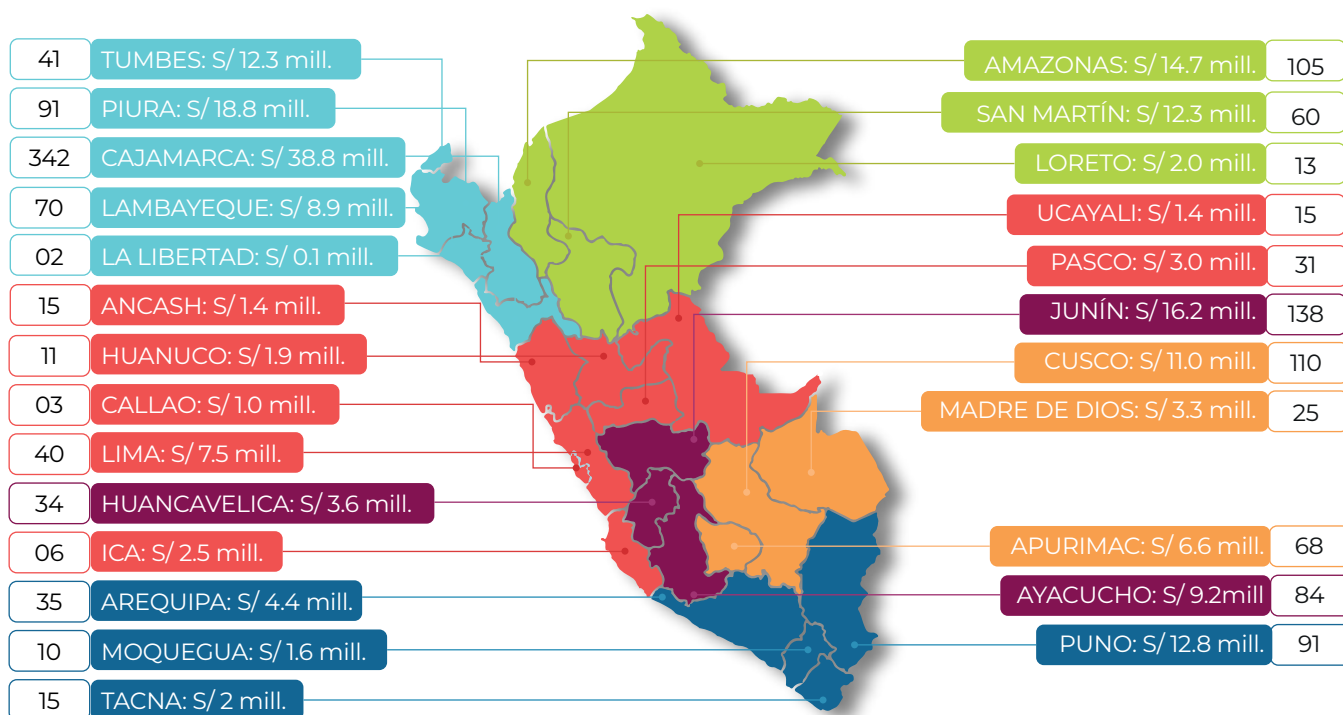 41 TUMBES: S/ 12.3 mill.
91 PIURA: S/ 18.8 mill.
342 CAJAMARCA: S/ 38.8 mill.
70 LAMBAYEQUE: S/ 8.9 mill.
02 LA LIBERTAD: S/ 0.1 mill.
15 ANCASH: S/ 1.4 mill.
11 HUANUCO: S/ 1.9 mill.
03 CALLAO: S/ 1.0 mill.
40 LIMA: S/ 7.5 mill.
34 HUANCAVELICA: S/ 3.6 mill.
06 ICA: S/ 2.5 mill.
35 AREQUIPA: S/ 4.4 mill.
10 MOQUEGUA: S/ 1.6 mill.
15 TACNA: S/ 2 mill.
AMAZONAS: S/ 14.7 mill. 105
SAN MARTÍN: S/ 12.3 mill. 60
LORETO: S/ 2.0 mill. 13
UCAYALI: S/ 1.4 mill. 15
PASCO: S/ 3.0 mill. 31
JUNÍN: S/ 16.2 mill. 138
CUSCO: S/ 11.0 mill. 110
MADRE DE DIOS: S/ 3.3 mill. 25
APURIMAC: S/ 6.6 mill. 68
AYACUCHO: S/ 9.2mill 84
PUNO: S/ 12.8 mill. 91